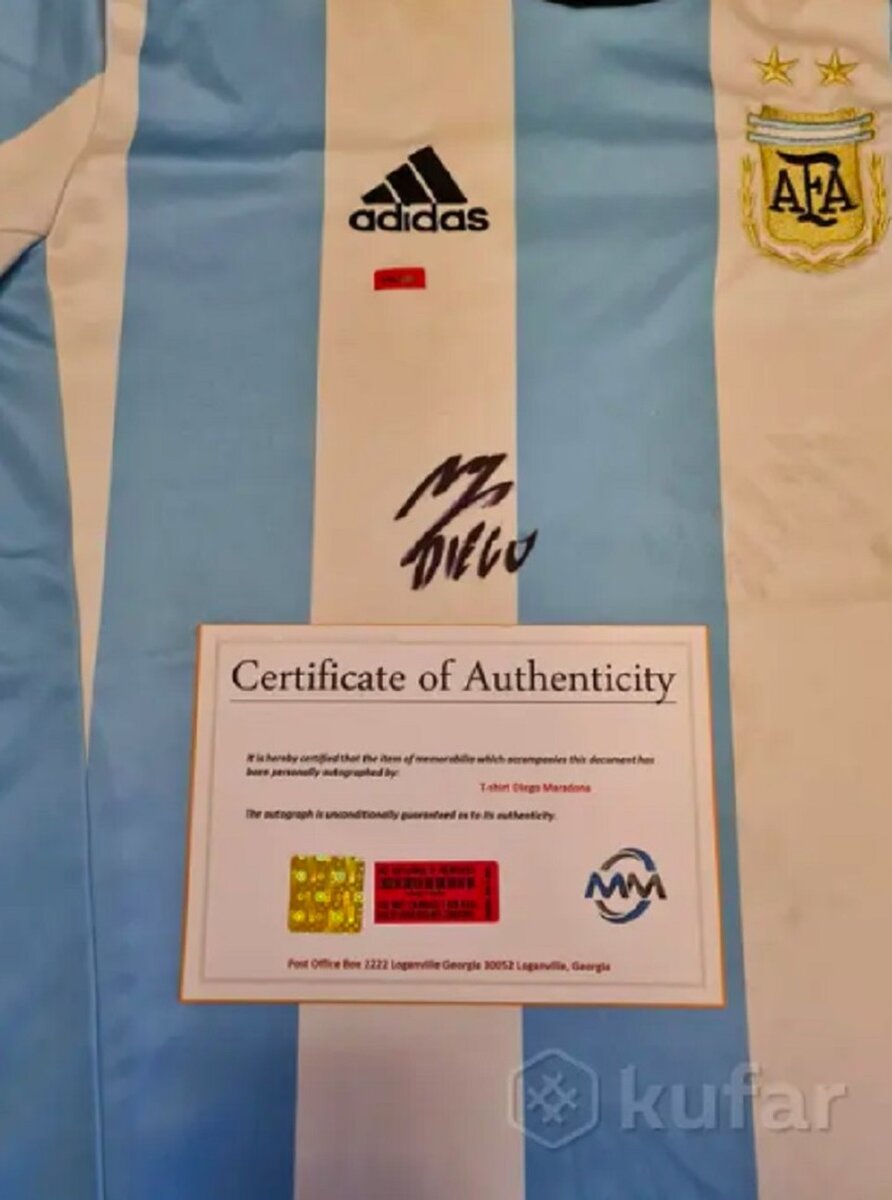 adidas
AFA
DIEGO
Certificate of Authenticity
It is hereby certified that the item of memorabilia which accompanies this document has
been personally autographed by:
T-shirt Diego Maradona
The autograph is unconditionally guaranteed as to its authenticity.
MM
Post Office Box 2222 Loganville Georgia 30052 Loganville, Georgia
kufar